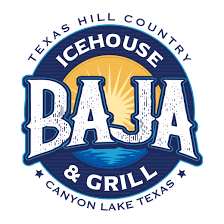 TEXAS HILL COUNTRY
ICEHOUSE
BAJA
& GRILL
CANYON LAKE TEXAS